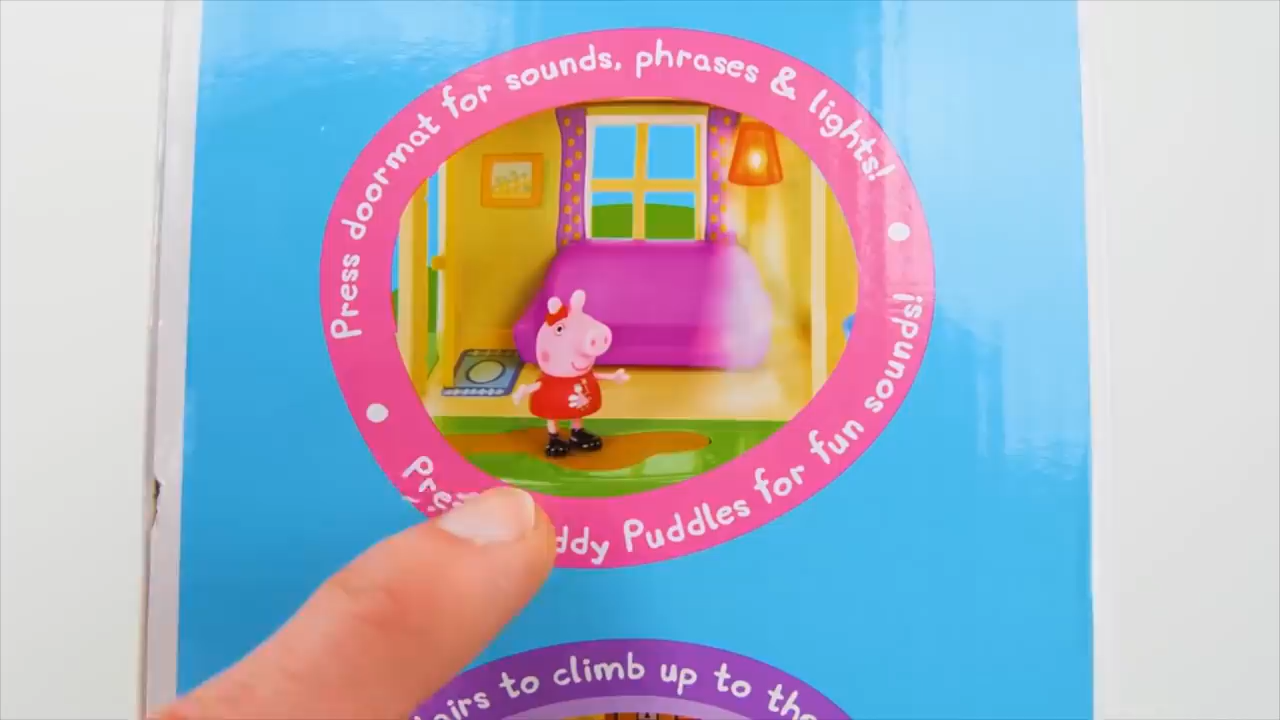 Press doormat for sounds, phrases & lights!
Puddles for fun sounds!
to climb up to the